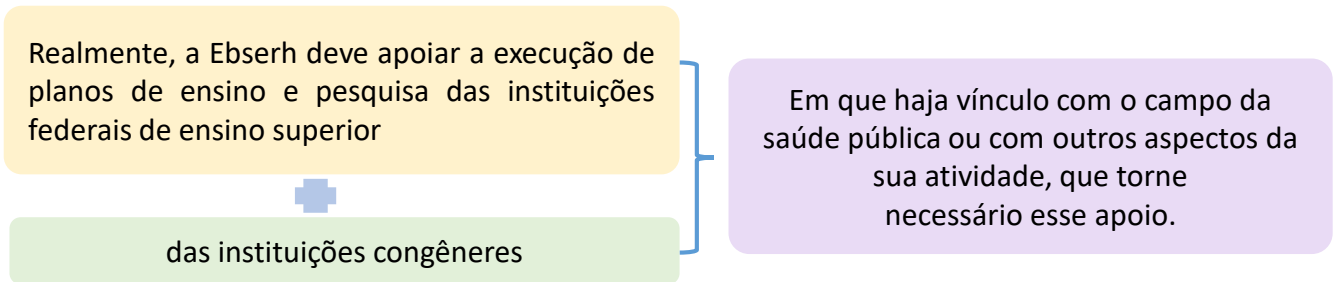 Realmente, a Ebserh deve apoiar a execução de
planos de ensino e pesquisa das instituições
federais de ensino superior
das instituições congêneres
Em que haja vínculo com o campo da
saúde pública ou com outros aspectos da
sua atividade, que torne
necessário esse apoio.